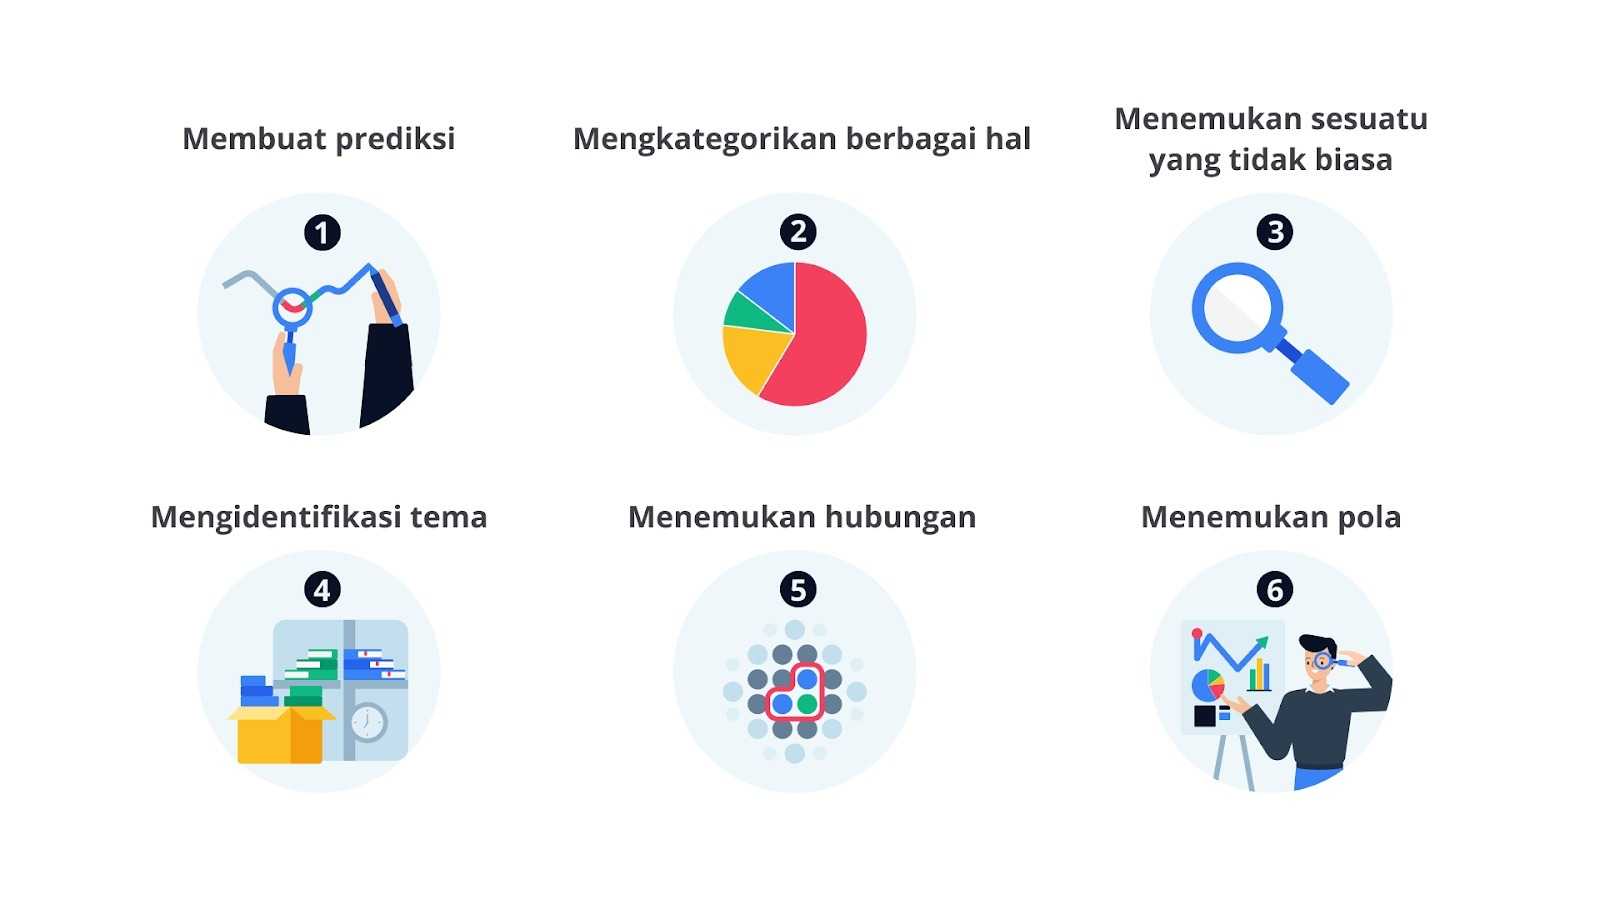 Membuat prediksi
1
Mengkategorikan berbagai hal
2
Menemukan sesuatu
yang tidak biasa
3
Mengidentifikasi tema
4
Menemukan hubungan
5
Menemukan pola
6